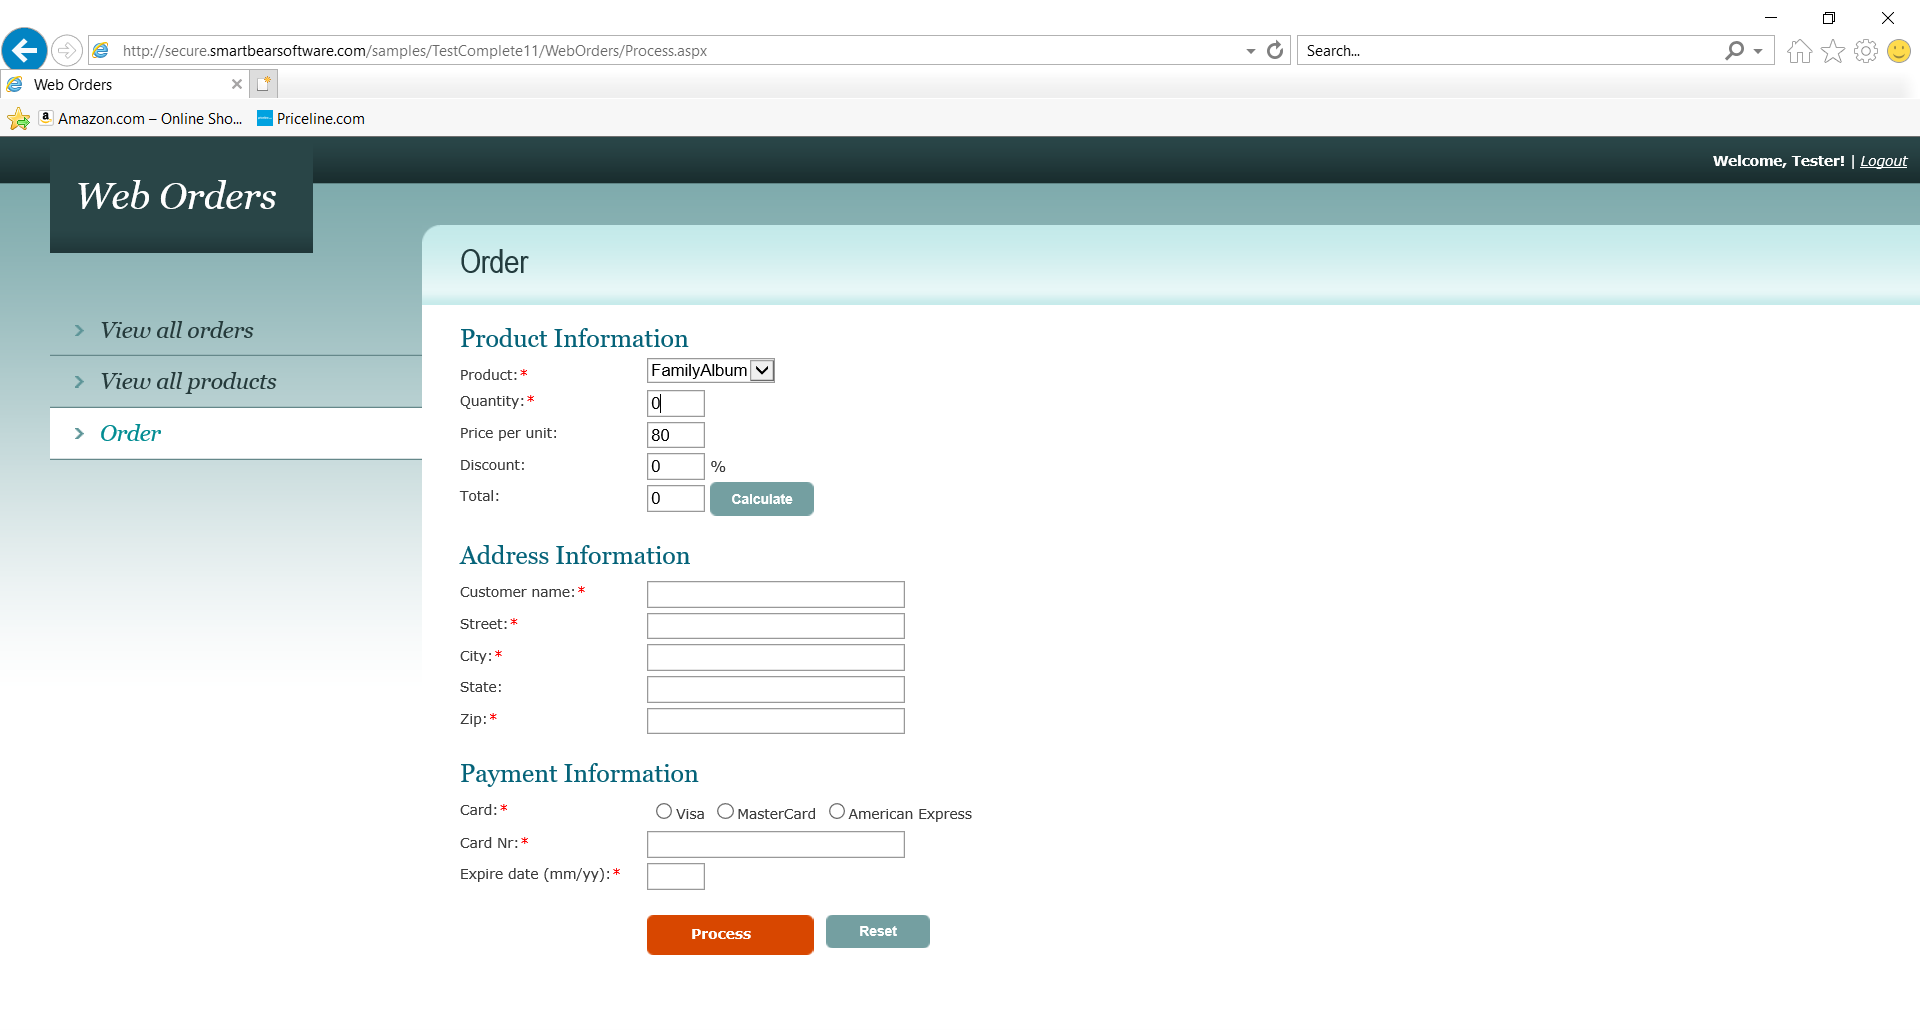 http://secure.smartbearsoftware.com/samples/TestComplete11/WebOrders/Process.aspx
Search...
Web Orders
Amazon.com – Online Sho...
Priceline.com
Welcome, Tester! | Logout
Web Orders
View all orders
View all products
Order
Order
Product Information
Product:* FamilyAlbum
Quantity:* 0
Price per unit: 80
Discount: 0 %
Total: 0 Calculate
Address Information
Customer name:*
Street:*
City:*
State:
Zip:*
Payment Information
Card:* Visa MasterCard American Express
Card Nr:*
Expire date (mm/yy):*
Process Reset